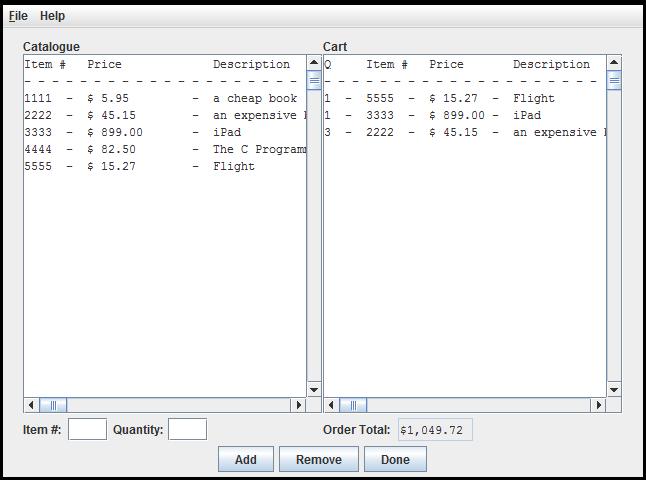 File Help
Catalogue
Item # Price Description
- - - - - - - - - - - - - - - - - - - -
1111 - $ 5.95 - a cheap book
2222 - $ 45.15 - an expensive
3333 - $ 899.00 - iPad
4444 - $ 82.50 - The C Programm
5555 - $ 15.27 - Flight
Cart
Q Item # Price Description
- - - - - - - - - - - - - - - - - - - -
1 - 5555 - $ 15.27 - Flight
1 - 3333 - $ 899.00 - iPad
3 - 2222 - $ 45.15 - an expensive
Item #: Quantity:
Order Total: $1,049.72
Add Remove Done